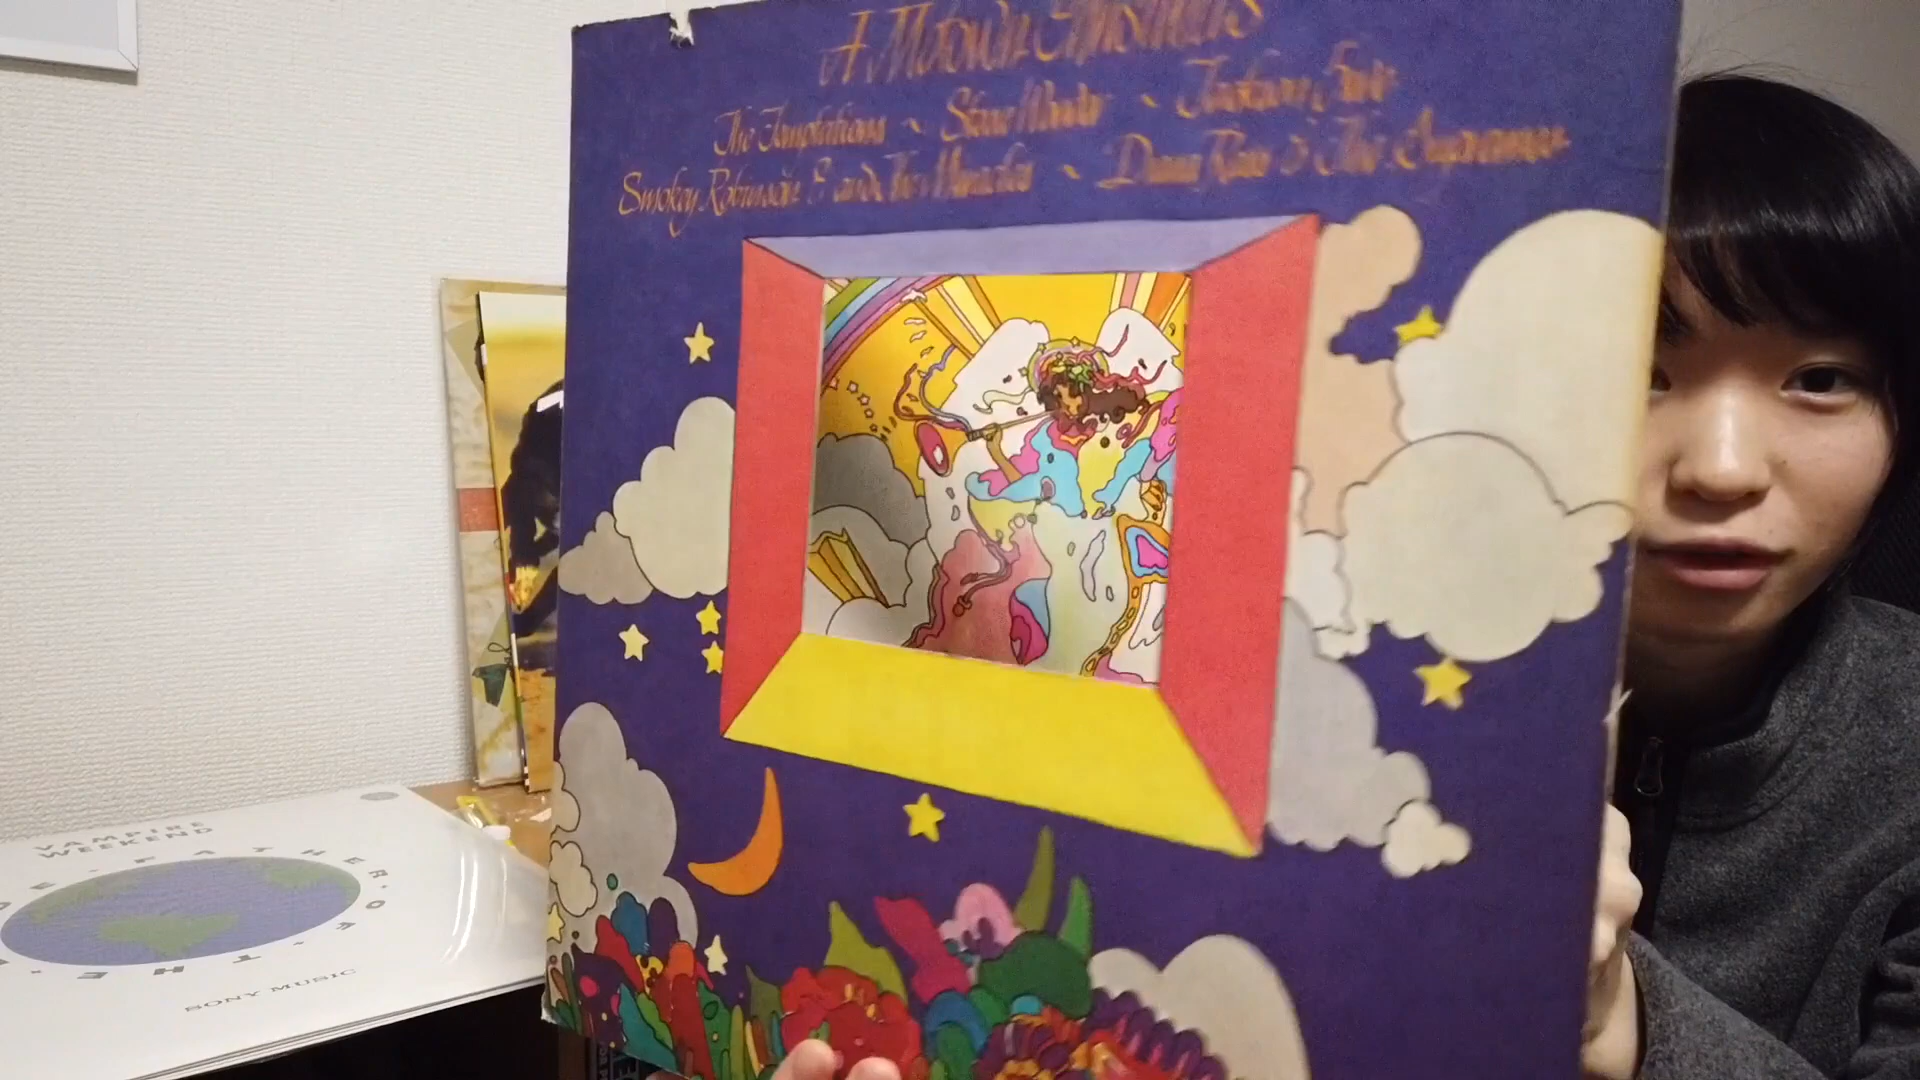 A Motown Christmas
The Temptations ~ Stevie Wonder ~ Jackson Five
Smokey Robinson & and The Miracles ~ Diana Ross & The Supremes
VAMPIRE
WEEKEND
FATHER OF
THE
SONY MUSIC